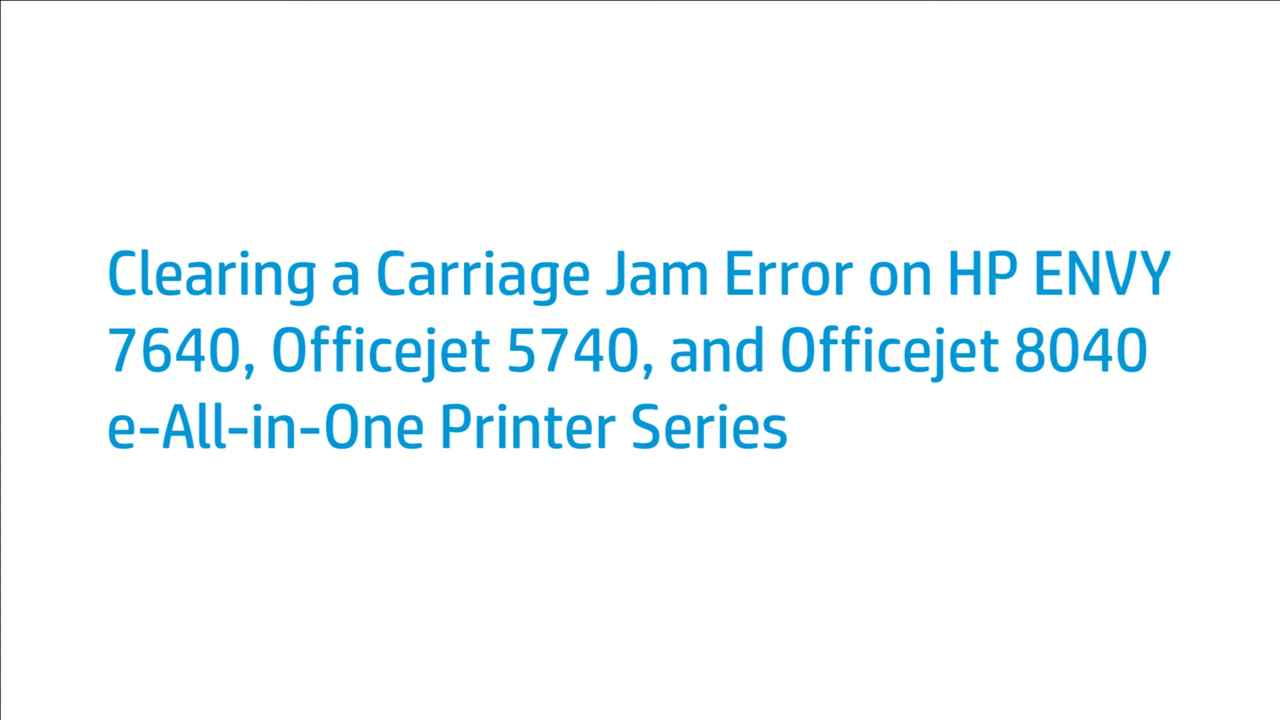 Clearing a Carriage Jam Error on HP ENVY
7640, Officejet 5740, and Officejet 8040
e-All-in-One Printer Series